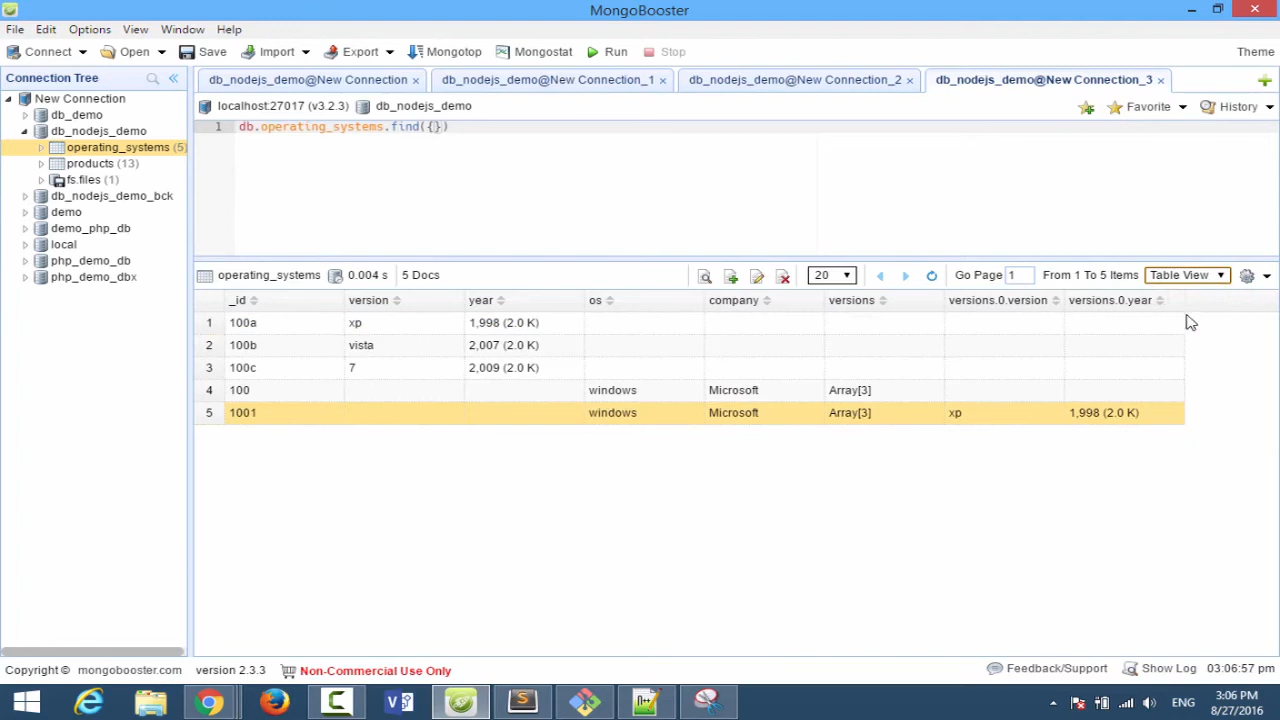 MongoBooster
File Edit Options View Window Help
Connect Open Save Import Export Mongotop Mongostat Run Stop Theme
Connection Tree
db_nodejs_demo@New Connection × db_nodejs_demo@New Connection_1 × db_nodejs_demo@New Connection_2 × db_nodejs_demo@New Connection_3 ×
New Connection
db_demo
db_nodejs_demo
operating_systems (5)
products (13)
fs.files (1)
db_nodejs_demo_bck
demo
demo_php_db
local
php_demo_db
php_demo_dbx
localhost:27017 (v3.2.3) db_nodejs_demo Favorite History
1 db.operating_systems.find({})
operating_systems 0.004 s 5 Docs 20 Go Page 1 From 1 To 5 Items Table View
_id version year os company versions versions.0.version versions.0.year
1 100a xp 1,998 (2.0 K)
2 100b vista 2,007 (2.0 K)
3 100c 7 2,009 (2.0 K)
4 100 windows Microsoft Array[3]
5 1001 windows Microsoft Array[3] xp 1,998 (2.0 K)
Copyright © mongobooster.com version 2.3.3 Non-Commercial Use Only Feedback/Support Show Log 03:06:57 pm
ENG 3:06 PM
8/27/2016